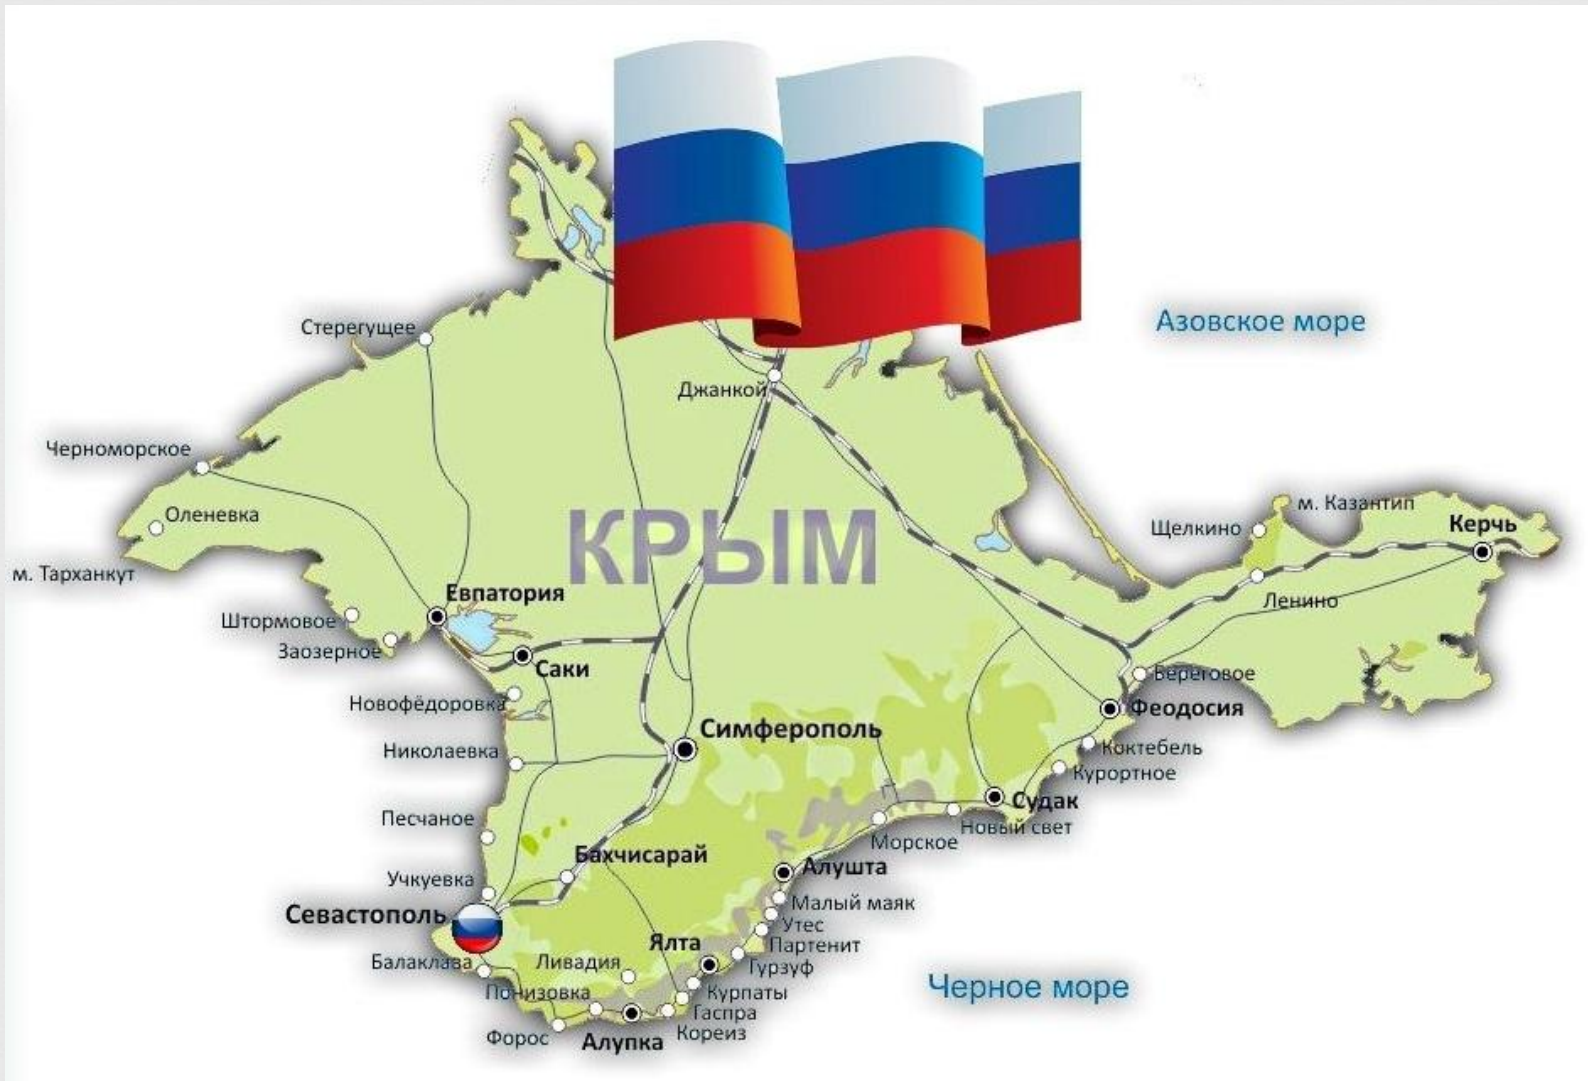 Азовское море
Стерегущее
Джанкой
Черноморское
Оленевка
м. Тарханкут
КРЫМ
м. Казантип
Щелкино
Керчь
Ленино
Евпатория
Штормовое
Заозерное
Саки
Береговое
Новофёдоровка
Феодосия
Симферополь
Николаевка
Коктебель
Курортное
Судак
Песчаное
Новый свет
Морское
Бахчисарай
Алушта
Учкуевка
Малый маяк
Севастополь
Утес
Ялта
Партенит
Балаклава
Ливадия
Гурзуф
Черное море
Понизовка
Курпаты
Гаспра
Форос
Алупка
Кореиз